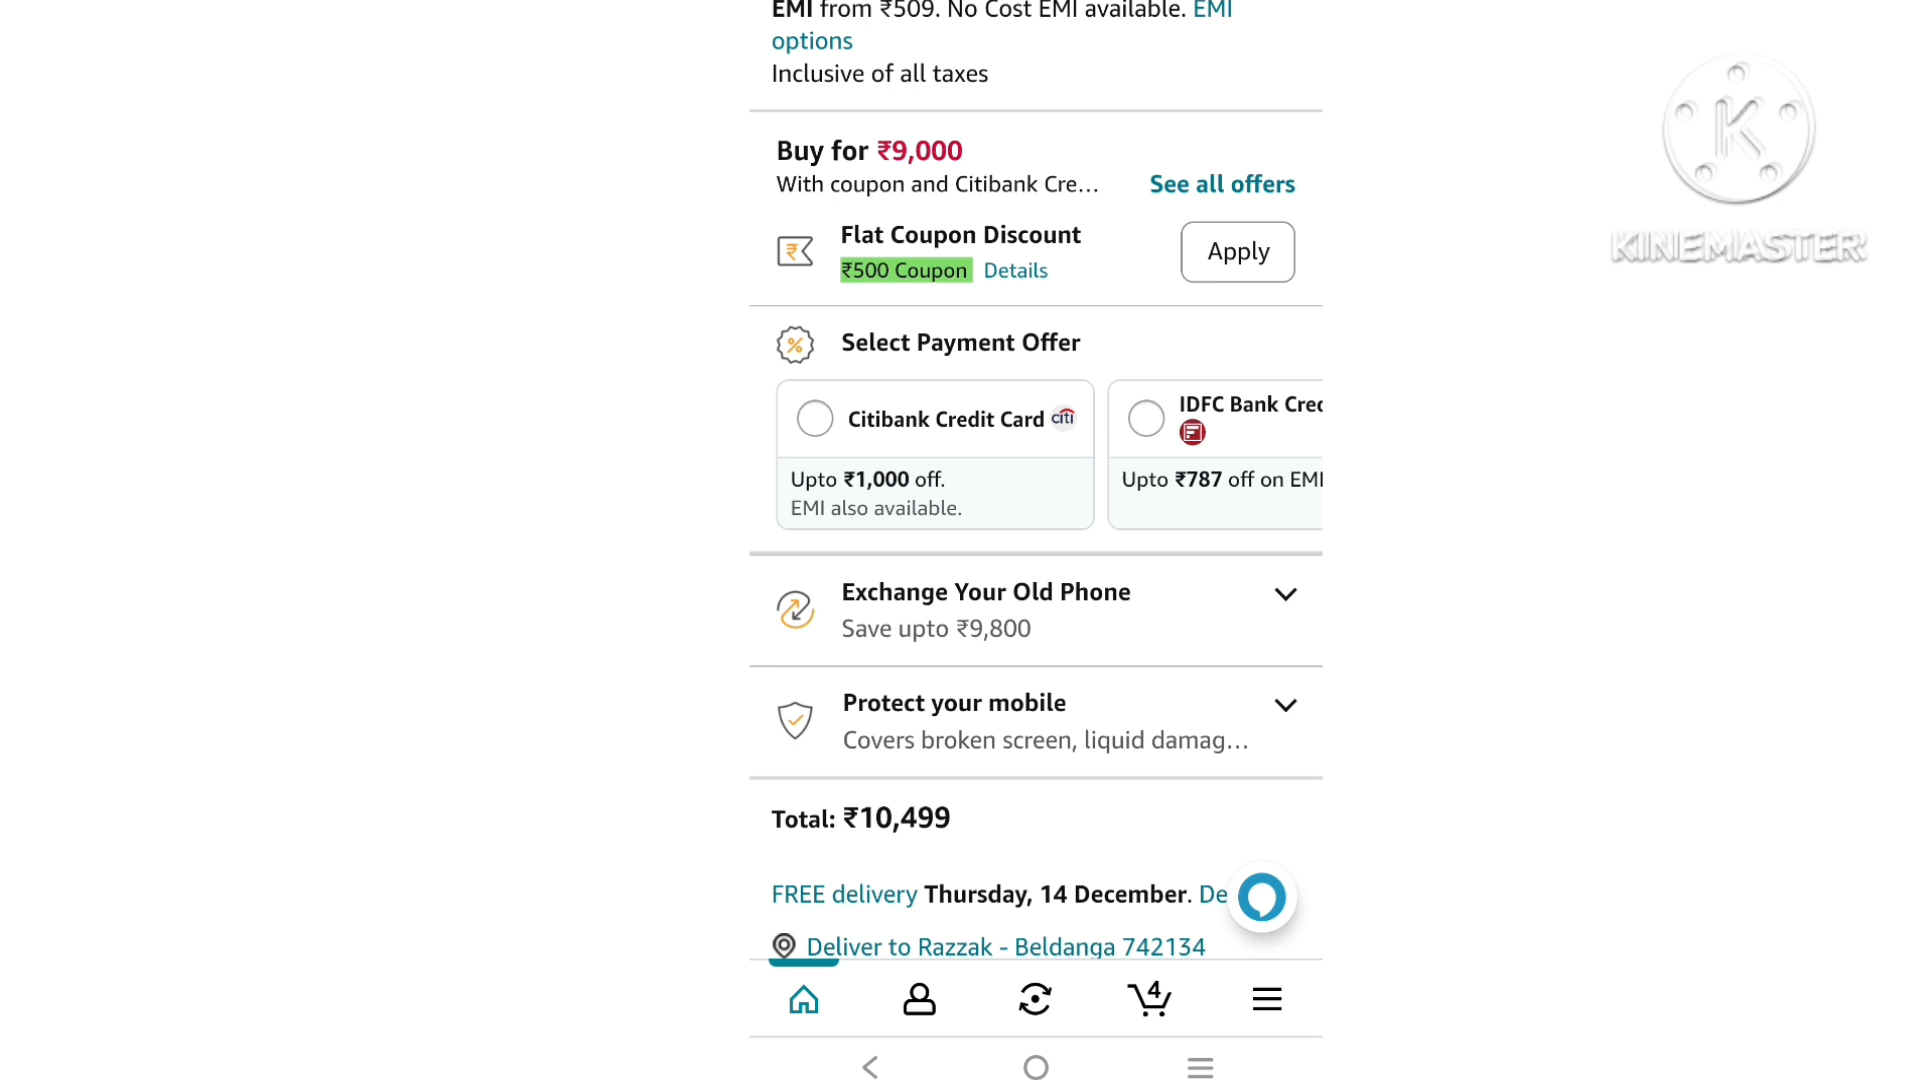 EMI from ₹509. No Cost EMI available. EMI
options
Inclusive of all taxes
K
KINEMASTER
Buy for ₹9,000
With coupon and Citibank Cre...
See all offers
Flat Coupon Discount
₹500 Coupon Details
Apply
Select Payment Offer
Citibank Credit Card citi
Upto ₹1,000 off.
EMI also available.
IDFC Bank Cred
Upto ₹787 off on EMI
Exchange Your Old Phone
Save upto ₹9,800
Protect your mobile
Covers broken screen, liquid damag...
Total: ₹10,499
FREE delivery Thursday, 14 December. De
Deliver to Razzak - Beldanga 742134
4